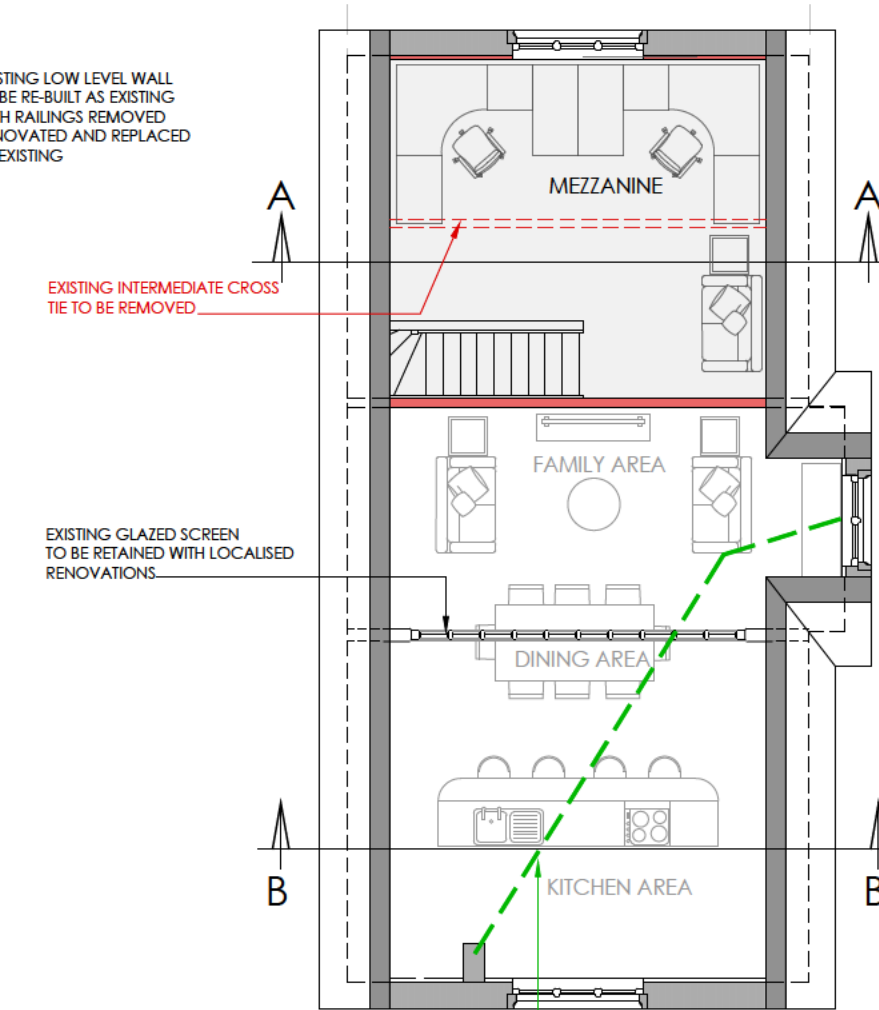 STING LOW LEVEL WALL
BE RE-BUILT AS EXISTING
H RAILINGS REMOVED
NOVATED AND REPLACED
EXISTING
MEZZANINE
A
A
EXISTING INTERMEDIATE CROSS
TIE TO BE REMOVED
FAMILY AREA
EXISTING GLAZED SCREEN
TO BE RETAINED WITH LOCALISED
RENOVATIONS
DINING AREA
KITCHEN AREA
B
B